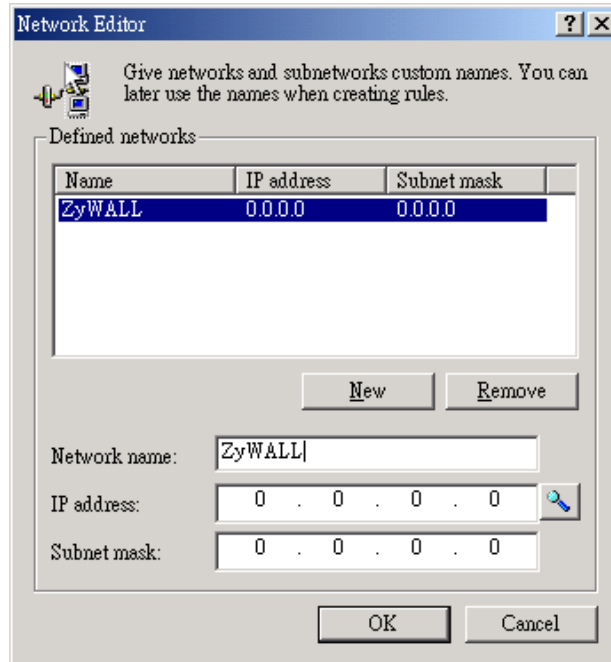 Network Editor
Give networks and subnetworks custom names. You can
later use the names when creating rules.
Defined networks
Name IP address Subnet mask
ZyWALL 0.0.0.0 0.0.0.0
New Remove
Network name: ZyWALL
IP address: 0 . 0 . 0 . 0
Subnet mask: 0 . 0 . 0 . 0
OK Cancel